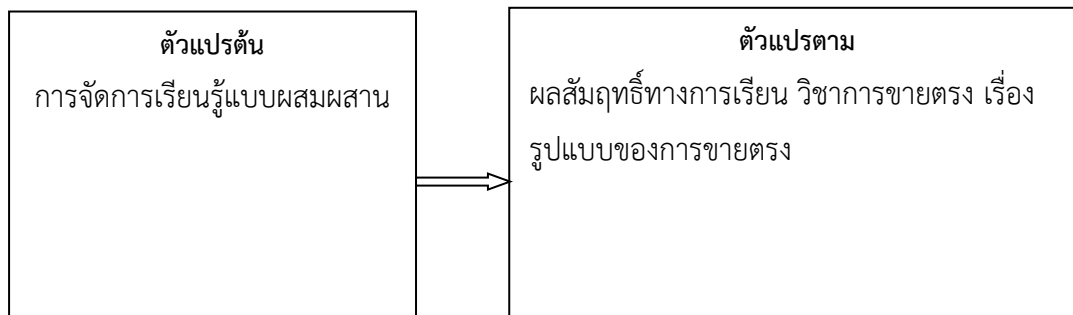 ตัวแปรต้น
การจัดการเรียนรู้แบบผสมผสาน
ตัวแปรตาม
ผลสัมฤทธิ์ทางการเรียน วิชาการขายตรง เรื่อง
รูปแบบของการขายตรง